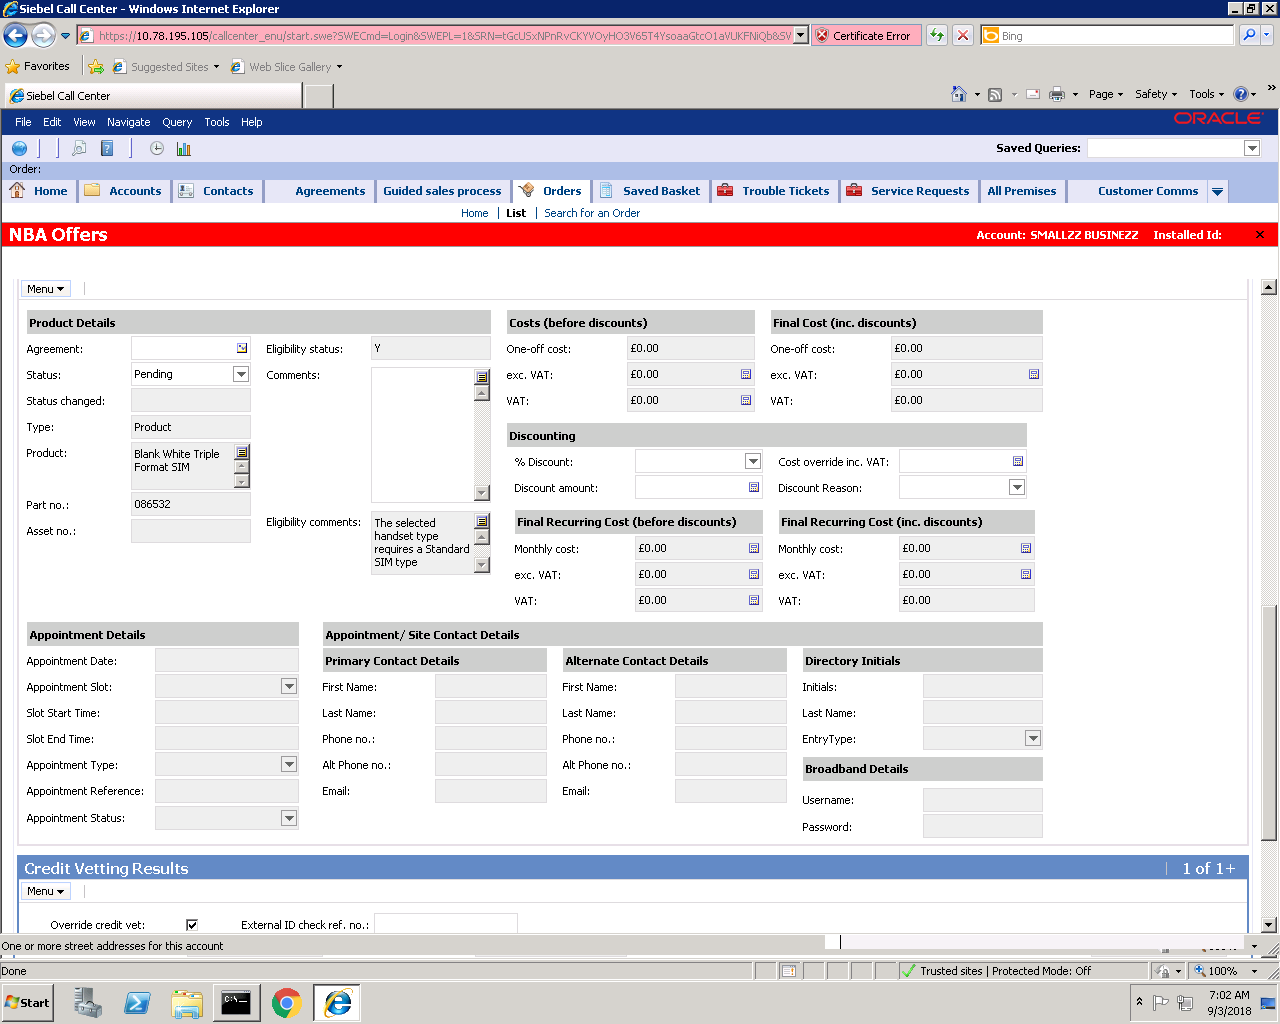 Siebel Call Center - Windows Internet Explorer
https://10.78.195.105/callcenter_enu/start.swe?SWECmd=Login&SWEPL=1&SRN=
Certificate Error
Bing
Favorites
Suggested Sites
Web Slice Gallery
Siebel Call Center
Page
Safety
Tools
File Edit View Navigate Query Tools Help
ORACLE
Saved Queries:
Order:
Home
Accounts
Contacts
Agreements
Guided sales process
Orders
Saved Basket
Trouble Tickets
Service Requests
All Premises
Customer Comms
Home | List | Search for an Order
NBA Offers
Account: SMALLZZ BUSINEZZ Installed Id:
Menu
Product Details
Agreement:
Status: Pending
Status changed:
Type: Product
Product: Blank White Triple
Format SIM
Part no.: 086532
Asset no.:
Eligibility status: Y
Comments:
Eligibility comments: The selected
handset type
requires a Standard
SIM type
Costs (before discounts)
One-off cost: £0.00
exc. VAT: £0.00
VAT: £0.00
Final Cost (inc. discounts)
One-off cost: £0.00
exc. VAT: £0.00
VAT: £0.00
Discounting
% Discount:
Cost override inc. VAT:
Discount amount:
Discount Reason:
Final Recurring Cost (before discounts)
Monthly cost: £0.00
exc. VAT: £0.00
VAT: £0.00
Final Recurring Cost (inc. discounts)
Monthly cost: £0.00
exc. VAT: £0.00
VAT: £0.00
Appointment Details
Appointment Date:
Appointment Slot:
Slot Start Time:
Slot End Time:
Appointment Type:
Appointment Reference:
Appointment Status:
Appointment/ Site Contact Details
Primary Contact Details
First Name:
Last Name:
Phone no.:
Alt Phone no.:
Email:
Alternate Contact Details
First Name:
Last Name:
Phone no.:
Alt Phone no.:
Email:
Directory Initials
Initials:
Last Name:
EntryType:
Broadband Details
Username:
Password:
Credit Vetting Results
1 of 1+
Menu
Override credit vet:
External ID check ref. no.:
One or more street addresses for this account
Done
Trusted sites | Protected Mode: Off
100%
Start
7:02 AM
9/3/2018